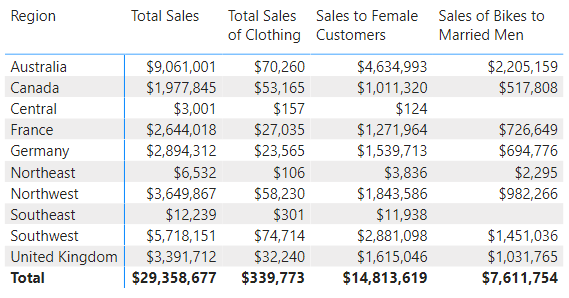 Region Total Sales Total Sales of Clothing Sales to Female Customers Sales of Bikes to Married Men
Australia $9,061,001 $70,260 $4,634,993 $2,205,159
Canada $1,977,845 $53,165 $1,011,320 $517,808
Central $3,001 $157 $124
France $2,644,018 $27,035 $1,271,964 $726,649
Germany $2,894,312 $23,565 $1,539,713 $694,776
Northeast $6,532 $106 $3,836 $2,295
Northwest $3,649,867 $58,230 $1,843,586 $982,266
Southeast $12,239 $301 $11,938
Southwest $5,718,151 $74,714 $2,881,098 $1,451,036
United Kingdom $3,391,712 $32,240 $1,615,046 $1,031,765
Total $29,358,677 $339,773 $14,813,619 $7,611,754